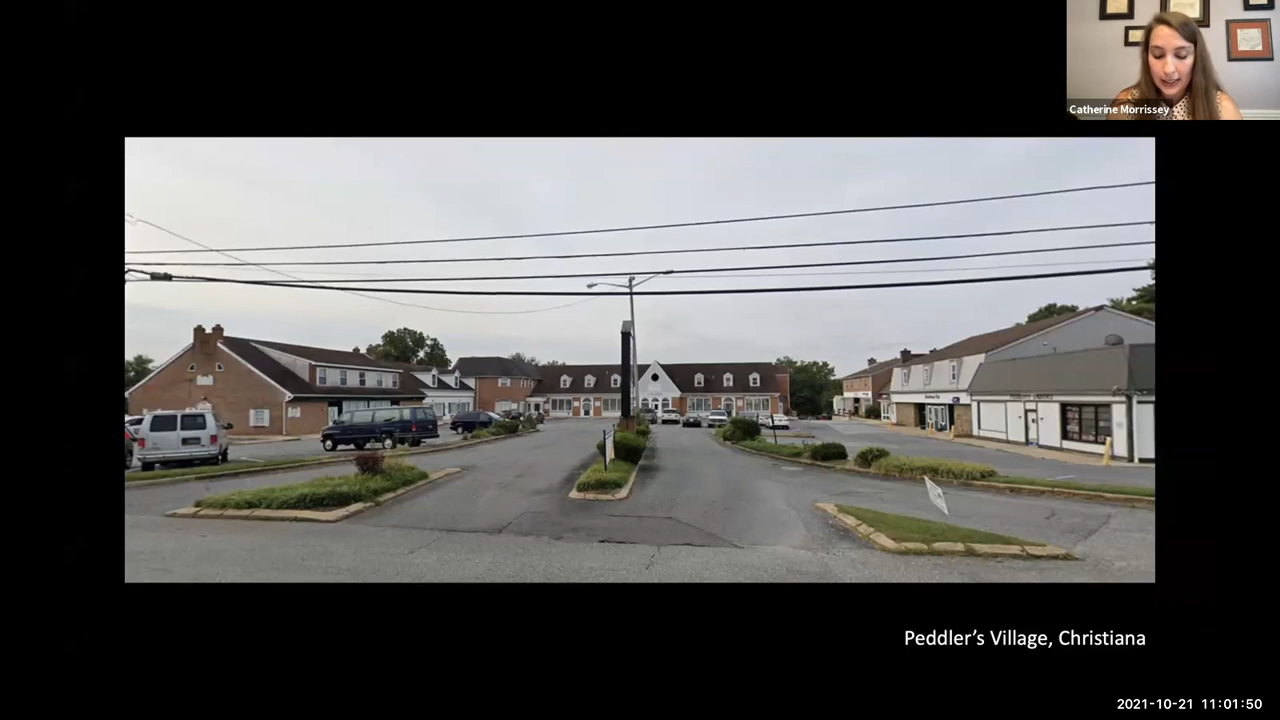 Catherine Morrissey
Peddler's Village, Christiana
2021-10-21 11:01:50